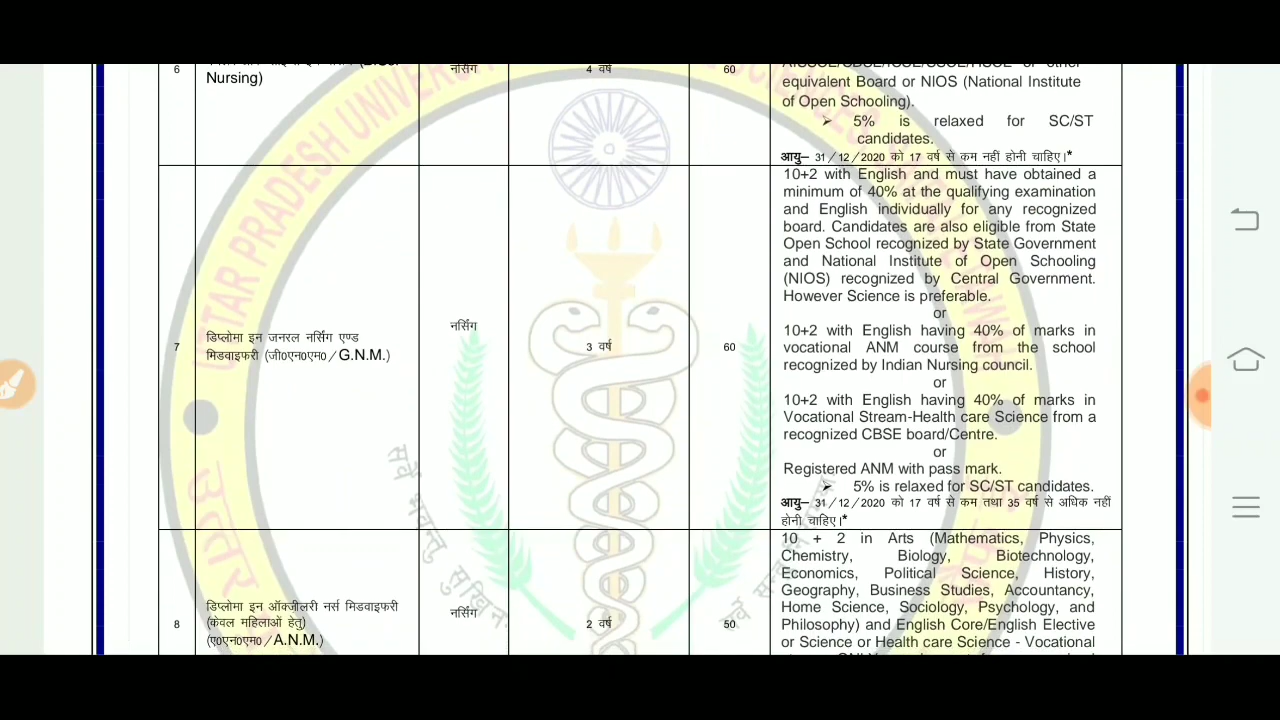 6
Nursing)
नर्सिंग
4 वर्ष
60
equivalent Board or NIOS (National Institute
of Open Schooling).
➢ 5% is relaxed for SC/ST
candidates.
आयु– 31/12/2020 को 17 वर्ष से कम नहीं होनी चाहिए।*
7
डिप्लोमा इन जनरल नर्सिंग एण्ड
मिडवाइफरी (जी०एन०एम०/G.N.M.)
नर्सिंग
3 वर्ष
60
10+2 with English and must have obtained a
minimum of 40% at the qualifying examination
and English individually for any recognized
board. Candidates are also eligible from State
Open School recognized by State Government
and National Institute of Open Schooling
(NIOS) recognized by Central Government.
However Science is preferable.
or
10+2 with English having 40% of marks in
vocational ANM course from the school
recognized by Indian Nursing council.
or
10+2 with English having 40% of marks in
Vocational Stream-Health care Science from a
recognized CBSE board/Centre.
or
Registered ANM with pass mark.
➢ 5% is relaxed for SC/ST candidates.
आयु– 31/12/2020 को 17 वर्ष से कम तथा 35 वर्ष से अधिक नहीं
होनी चाहिए।*
8
डिप्लोमा इन ऑक्जीलरी नर्स मिडवाइफरी
(केवल महिलाओं हेतु)
(ए०एन०एम०/A.N.M.)
नर्सिंग
2 वर्ष
50
10 + 2 in Arts (Mathematics, Physics,
Chemistry, Biology, Biotechnology,
Economics, Political Science, History,
Geography, Business Studies, Accountancy,
Home Science, Sociology, Psychology, and
Philosophy) and English Core/English Elective
or Science or Health care Science - Vocational
UTTAR PRADESH UNIVER
उत्तर
सर्वे भवन्तु सुखिनः